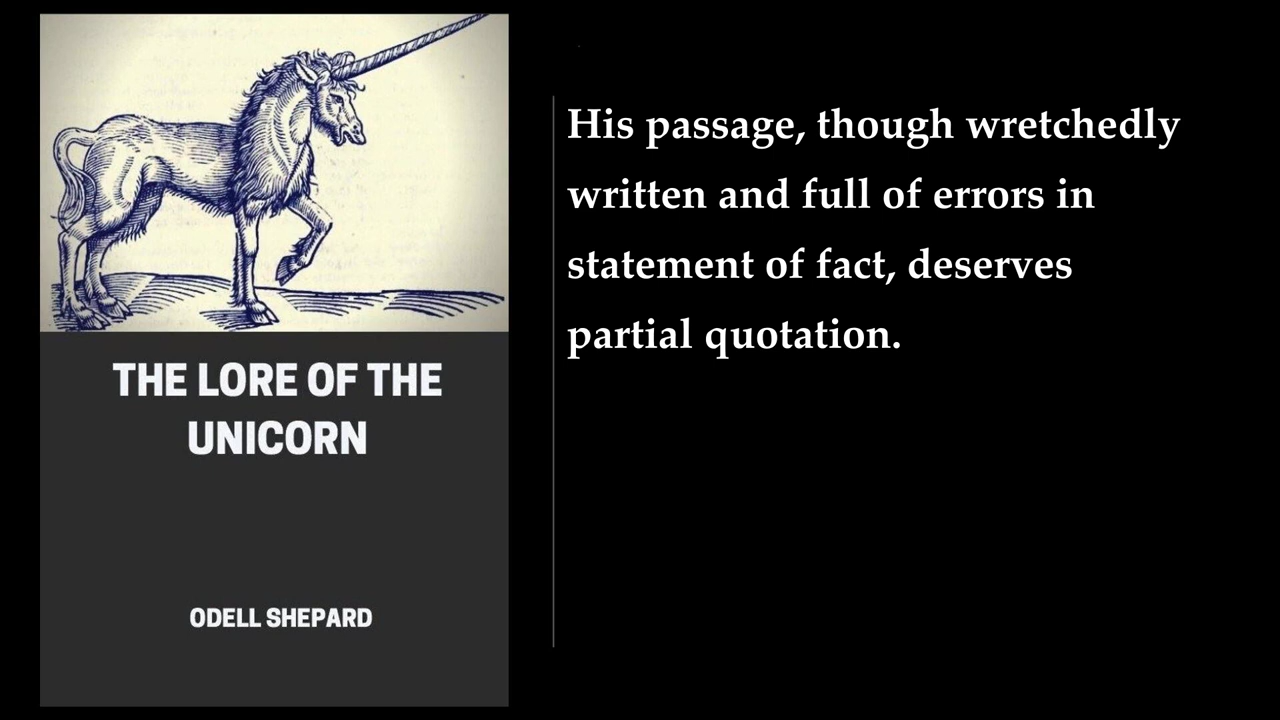 THE LORE OF THE
UNICORN
ODELL SHEPARD
His passage, though wretchedly
written and full of errors in
statement of fact, deserves
partial quotation.